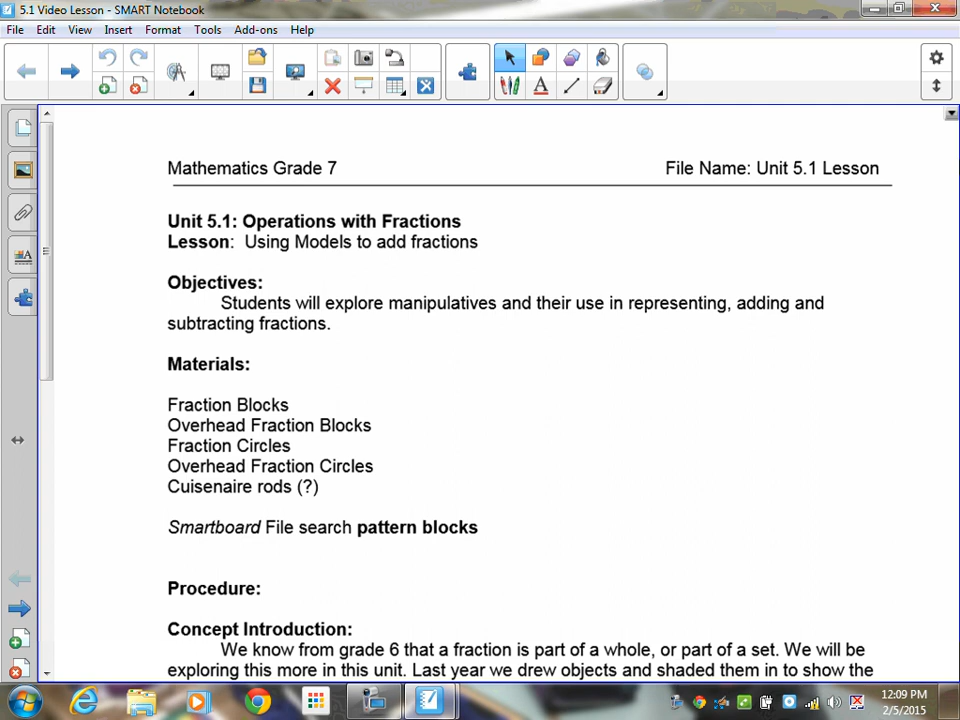 5.1 Video Lesson - SMART Notebook
File Edit View Insert Format Tools Add-ons Help
Mathematics Grade 7 File Name: Unit 5.1 Lesson
Unit 5.1: Operations with Fractions
Lesson: Using Models to add fractions
Objectives:
Students will explore manipulatives and their use in representing, adding and
subtracting fractions.
Materials:
Fraction Blocks
Overhead Fraction Blocks
Fraction Circles
Overhead Fraction Circles
Cuisenaire rods (?)
Smartboard File search pattern blocks
Procedure:
Concept Introduction:
We know from grade 6 that a fraction is part of a whole, or part of a set. We will be
exploring this more in this unit. Last year we drew objects and shaded them in to show the
12:09 PM
2/5/2015